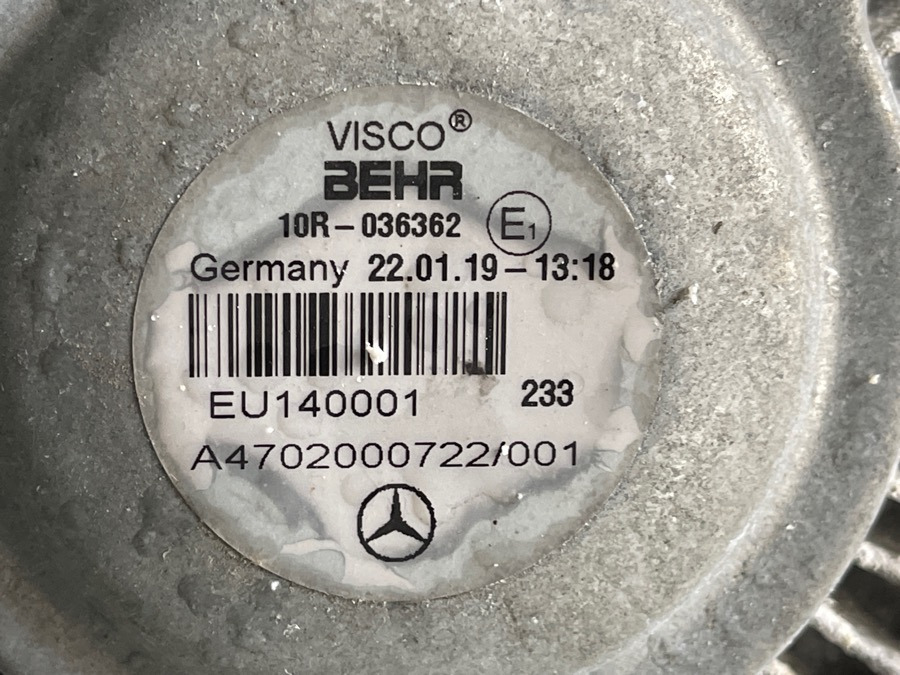 VISCO®
BEHR
10R-036362 E1
Germany 22.01.19-13:18
EU140001 233
A4702000722/001